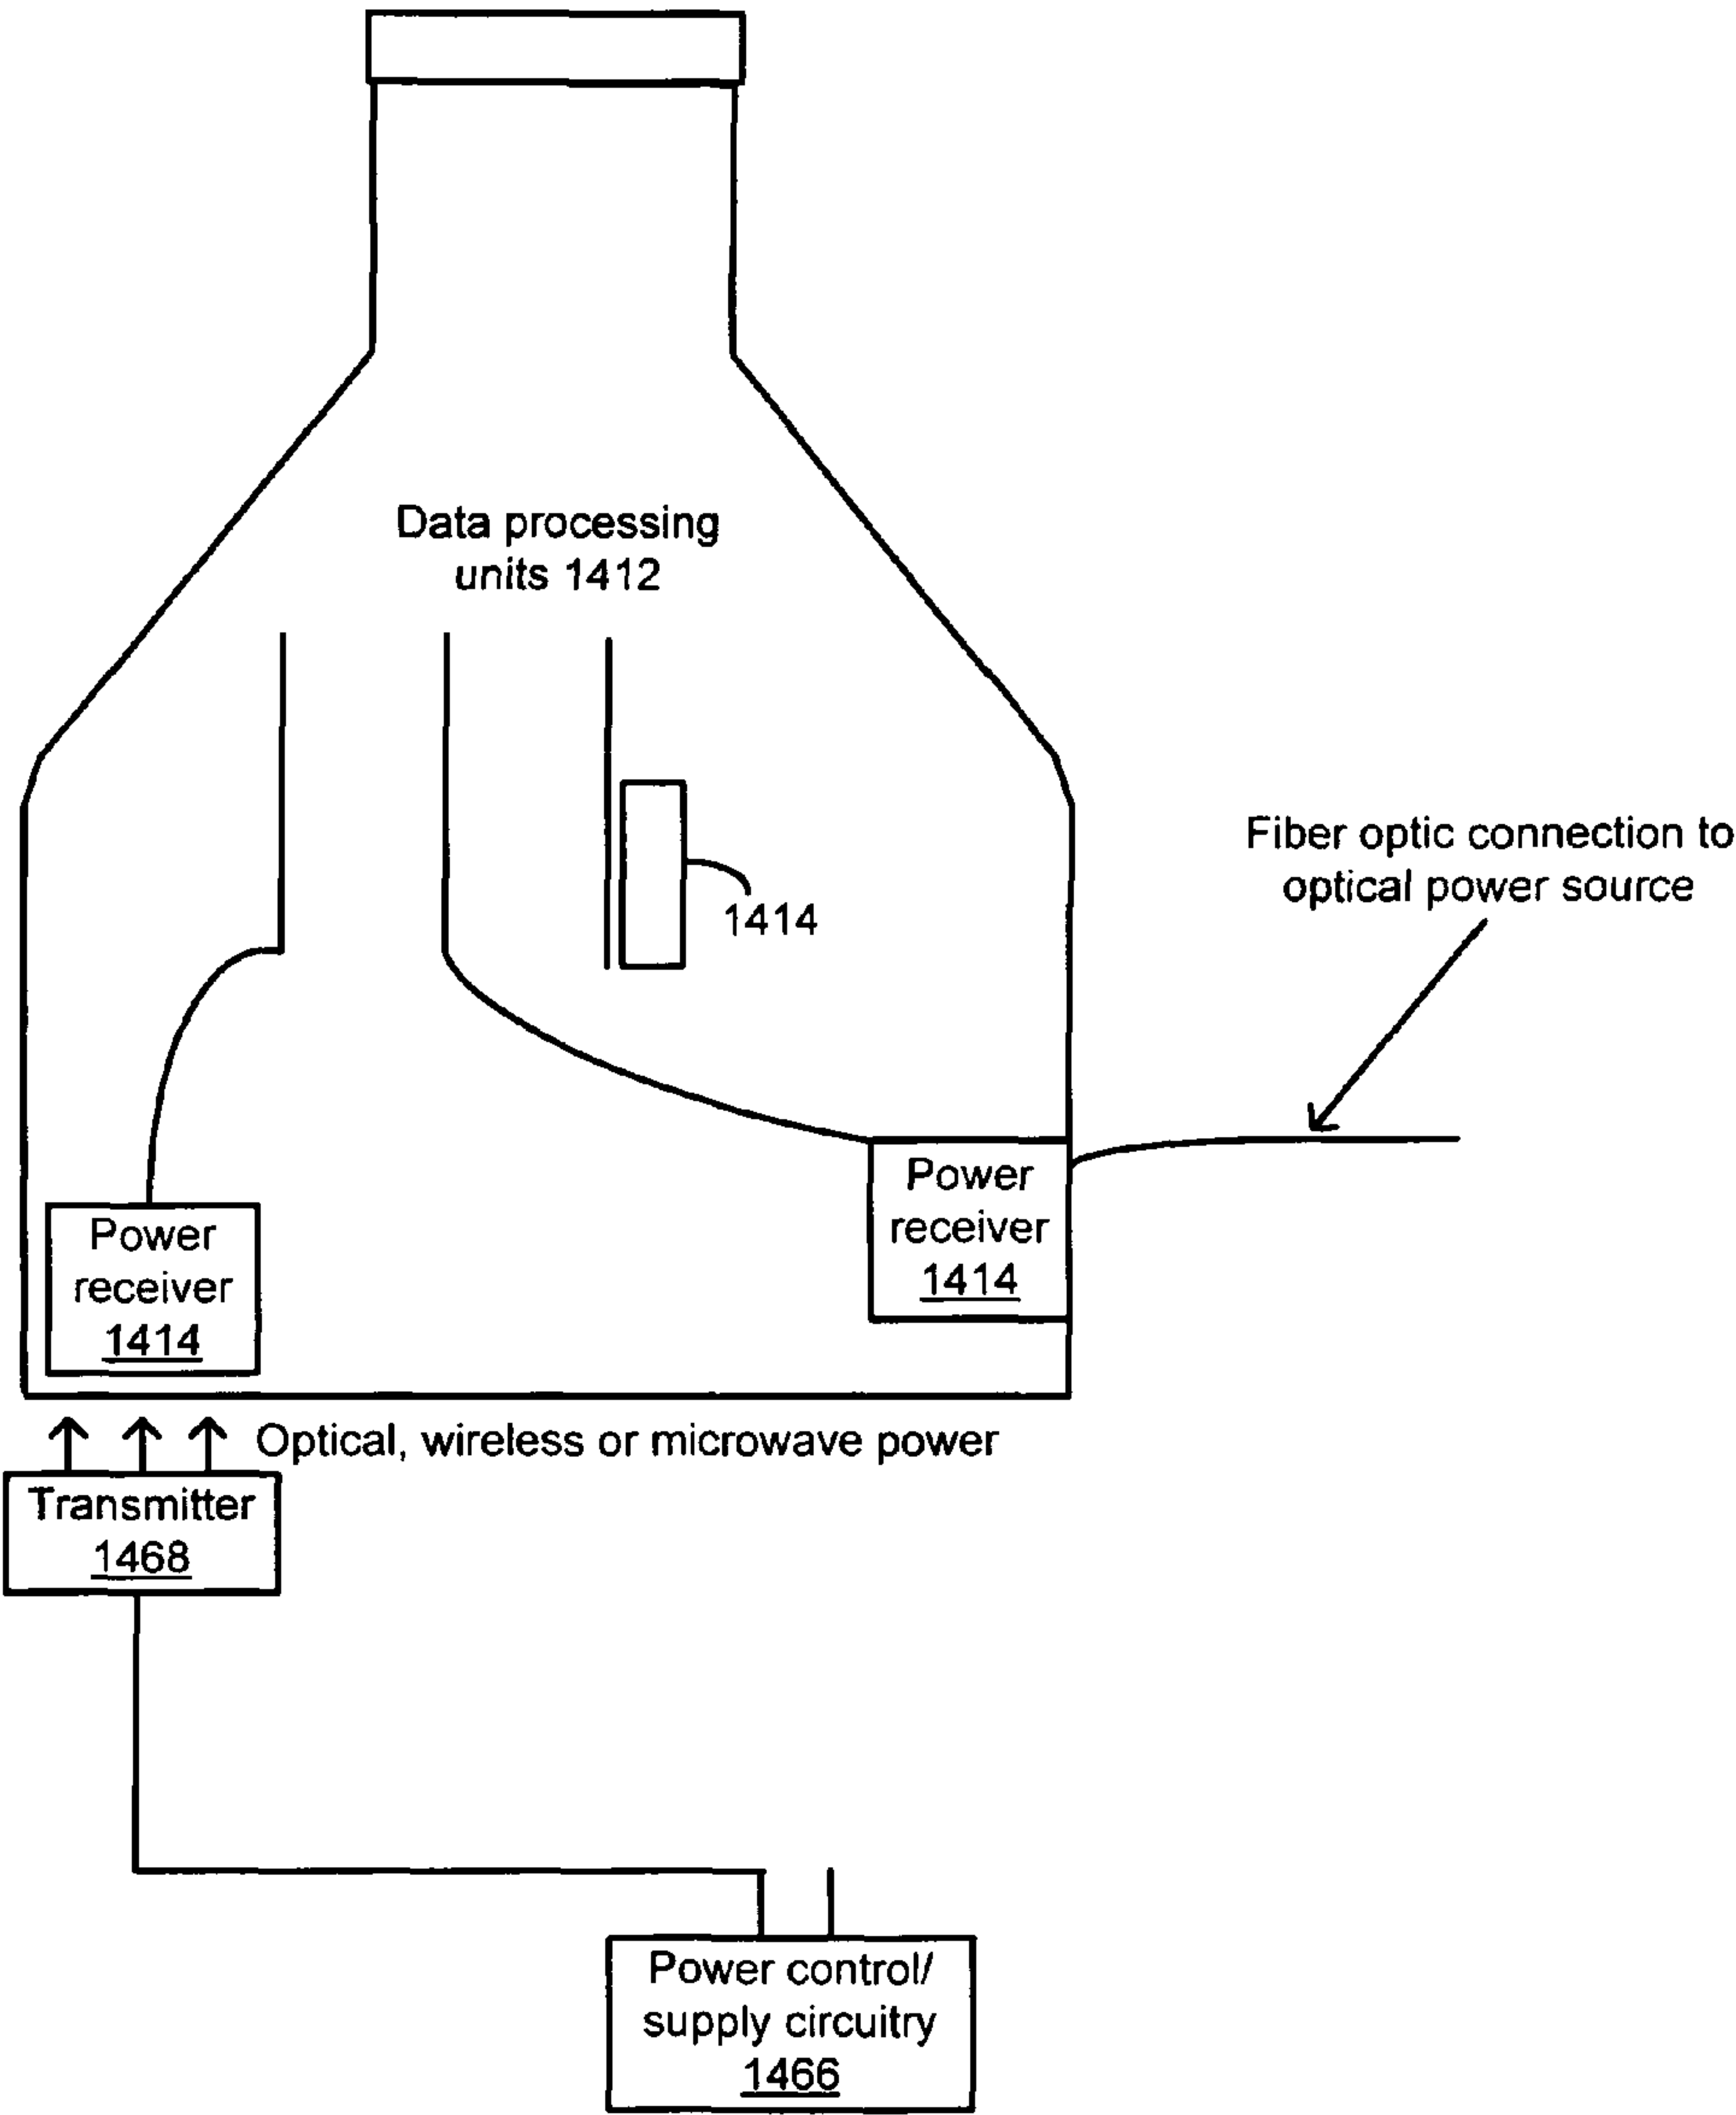 Data processing
units 1412
Fiber optic connection to
optical power source
1414
Power
receiver
1414
Power
receiver
1414
Optical, wireless or microwave power
Transmitter
1468
Power control/
supply circuitry
1466